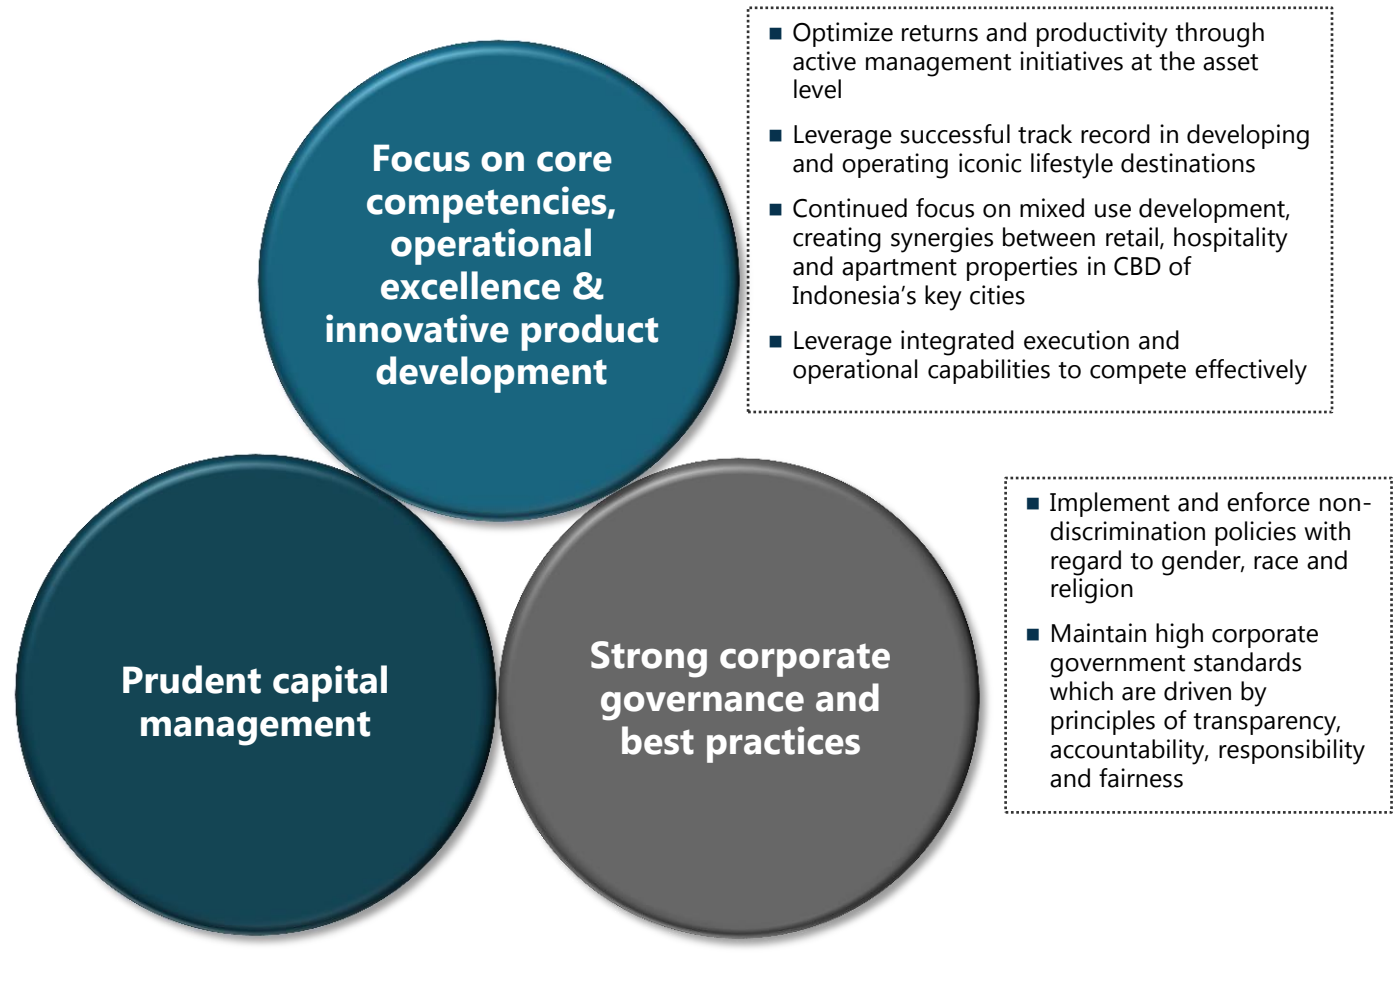 Focus on core
competencies,
operational
excellence &
innovative product
development
■ Optimize returns and productivity through
active management initiatives at the asset
level
■ Leverage successful track record in developing
and operating iconic lifestyle destinations
■ Continued focus on mixed use development,
creating synergies between retail, hospitality
and apartment properties in CBD of
Indonesia’s key cities
■ Leverage integrated execution and
operational capabilities to compete effectively
Prudent capital
management
Strong corporate
governance and
best practices
■ Implement and enforce non-
discrimination policies with
regard to gender, race and
religion
■ Maintain high corporate
government standards
which are driven by
principles of transparency,
accountability, responsibility
and fairness